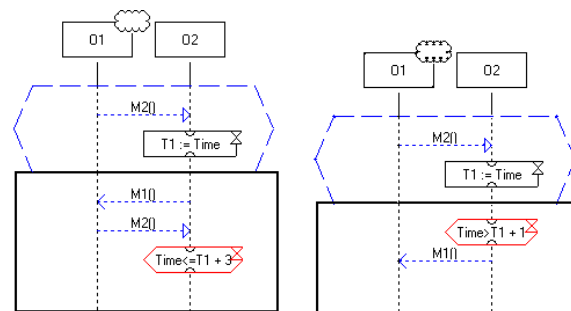 O1
O2
M2()
T1 := Time
M1()
M2()
Time<=T1 + 3
O1
O2
M2()
T1 := Time
Time>T1 + 1
M1()